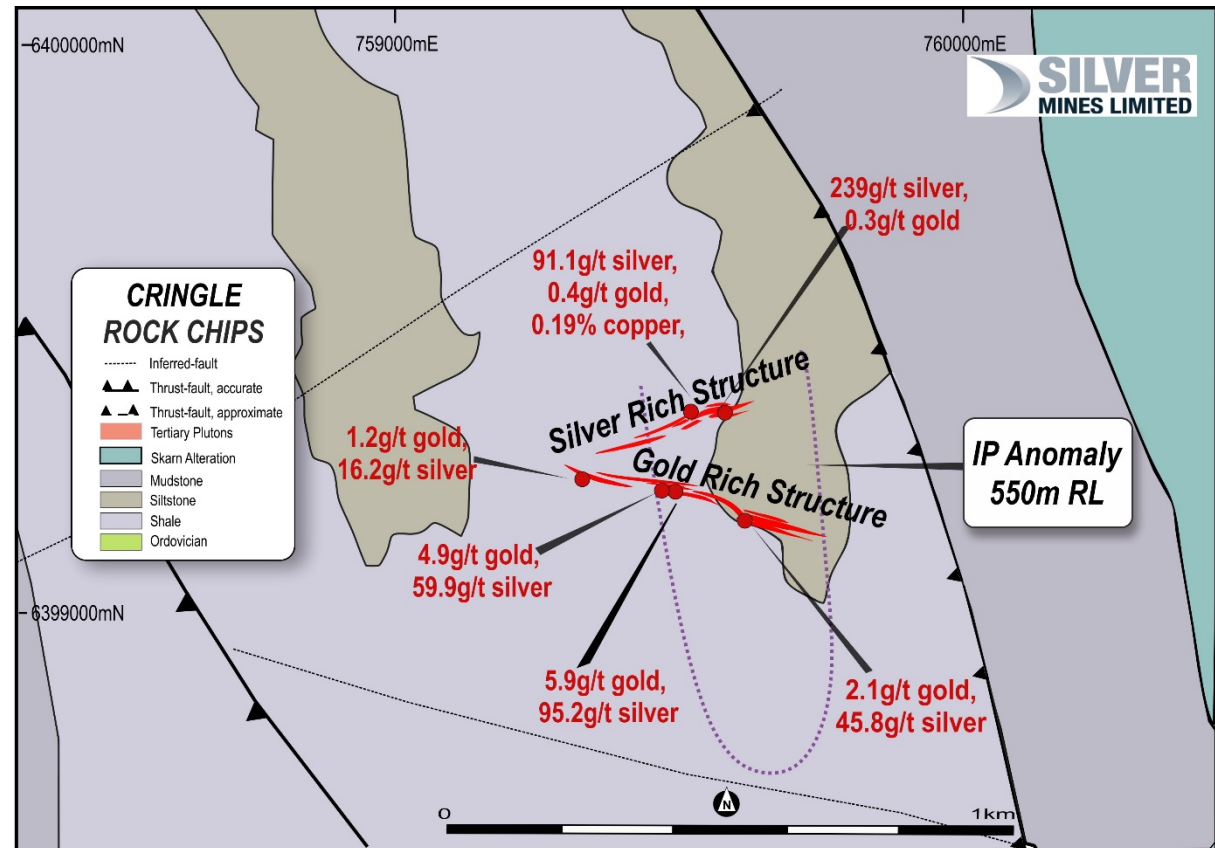 6400000mN
759000mE
760000mE
SILVER
MINES LIMITED
239g/t silver,
0.3g/t gold
91.1g/t silver,
0.4g/t gold,
0.19% copper,
CRINGLE
ROCK CHIPS
Inferred-fault
Thrust-fault, accurate
Thrust-fault, approximate
Tertiary Plutons
Skarn Alteration
Mudstone
Siltstone
Shale
Ordovician
Silver Rich Structure
1.2g/t gold,
16.2g/t silver
Gold Rich Structure
IP Anomaly
550m RL
4.9g/t gold,
59.9g/t silver
6399000mN
5.9g/t gold,
95.2g/t silver
2.1g/t gold,
45.8g/t silver
N
0
1km